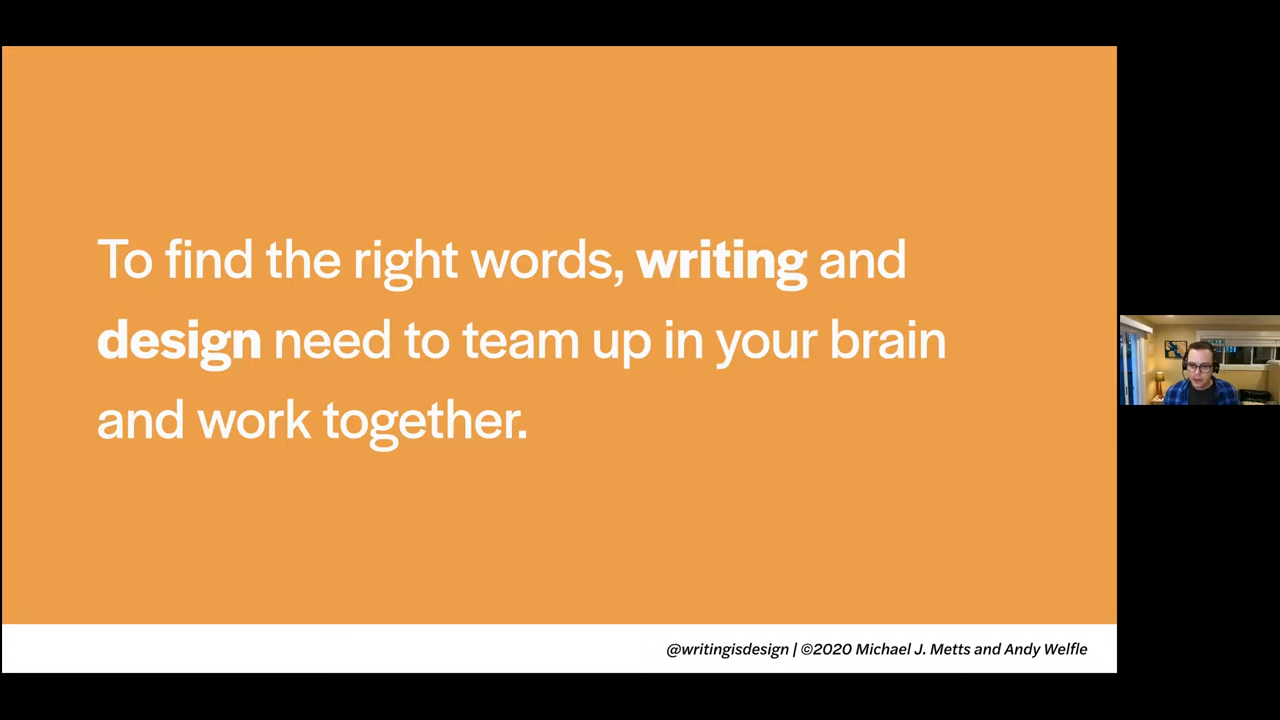 To find the right words, writing and
design need to team up in your brain
and work together.
@writingisdesign | ©2020 Michael J. Metts and Andy Welfle